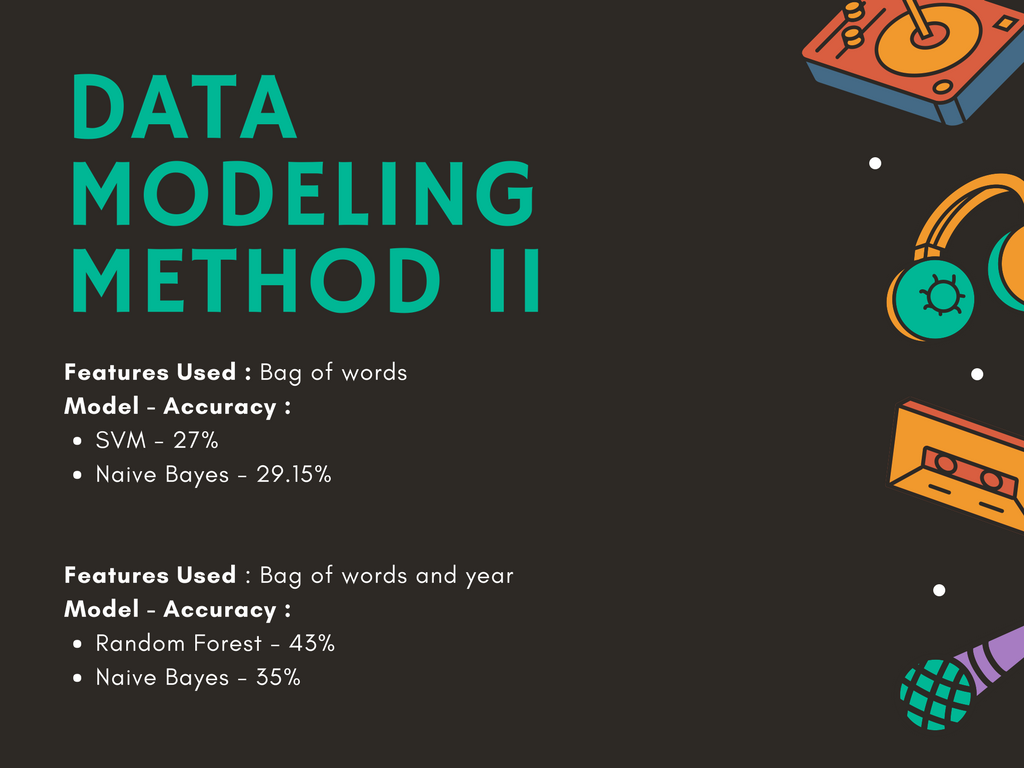 DATA
MODELING
METHOD II
Features Used : Bag of words
Model - Accuracy :
• SVM - 27%
• Naive Bayes - 29.15%
Features Used : Bag of words and year
Model - Accuracy :
• Random Forest - 43%
• Naive Bayes - 35%